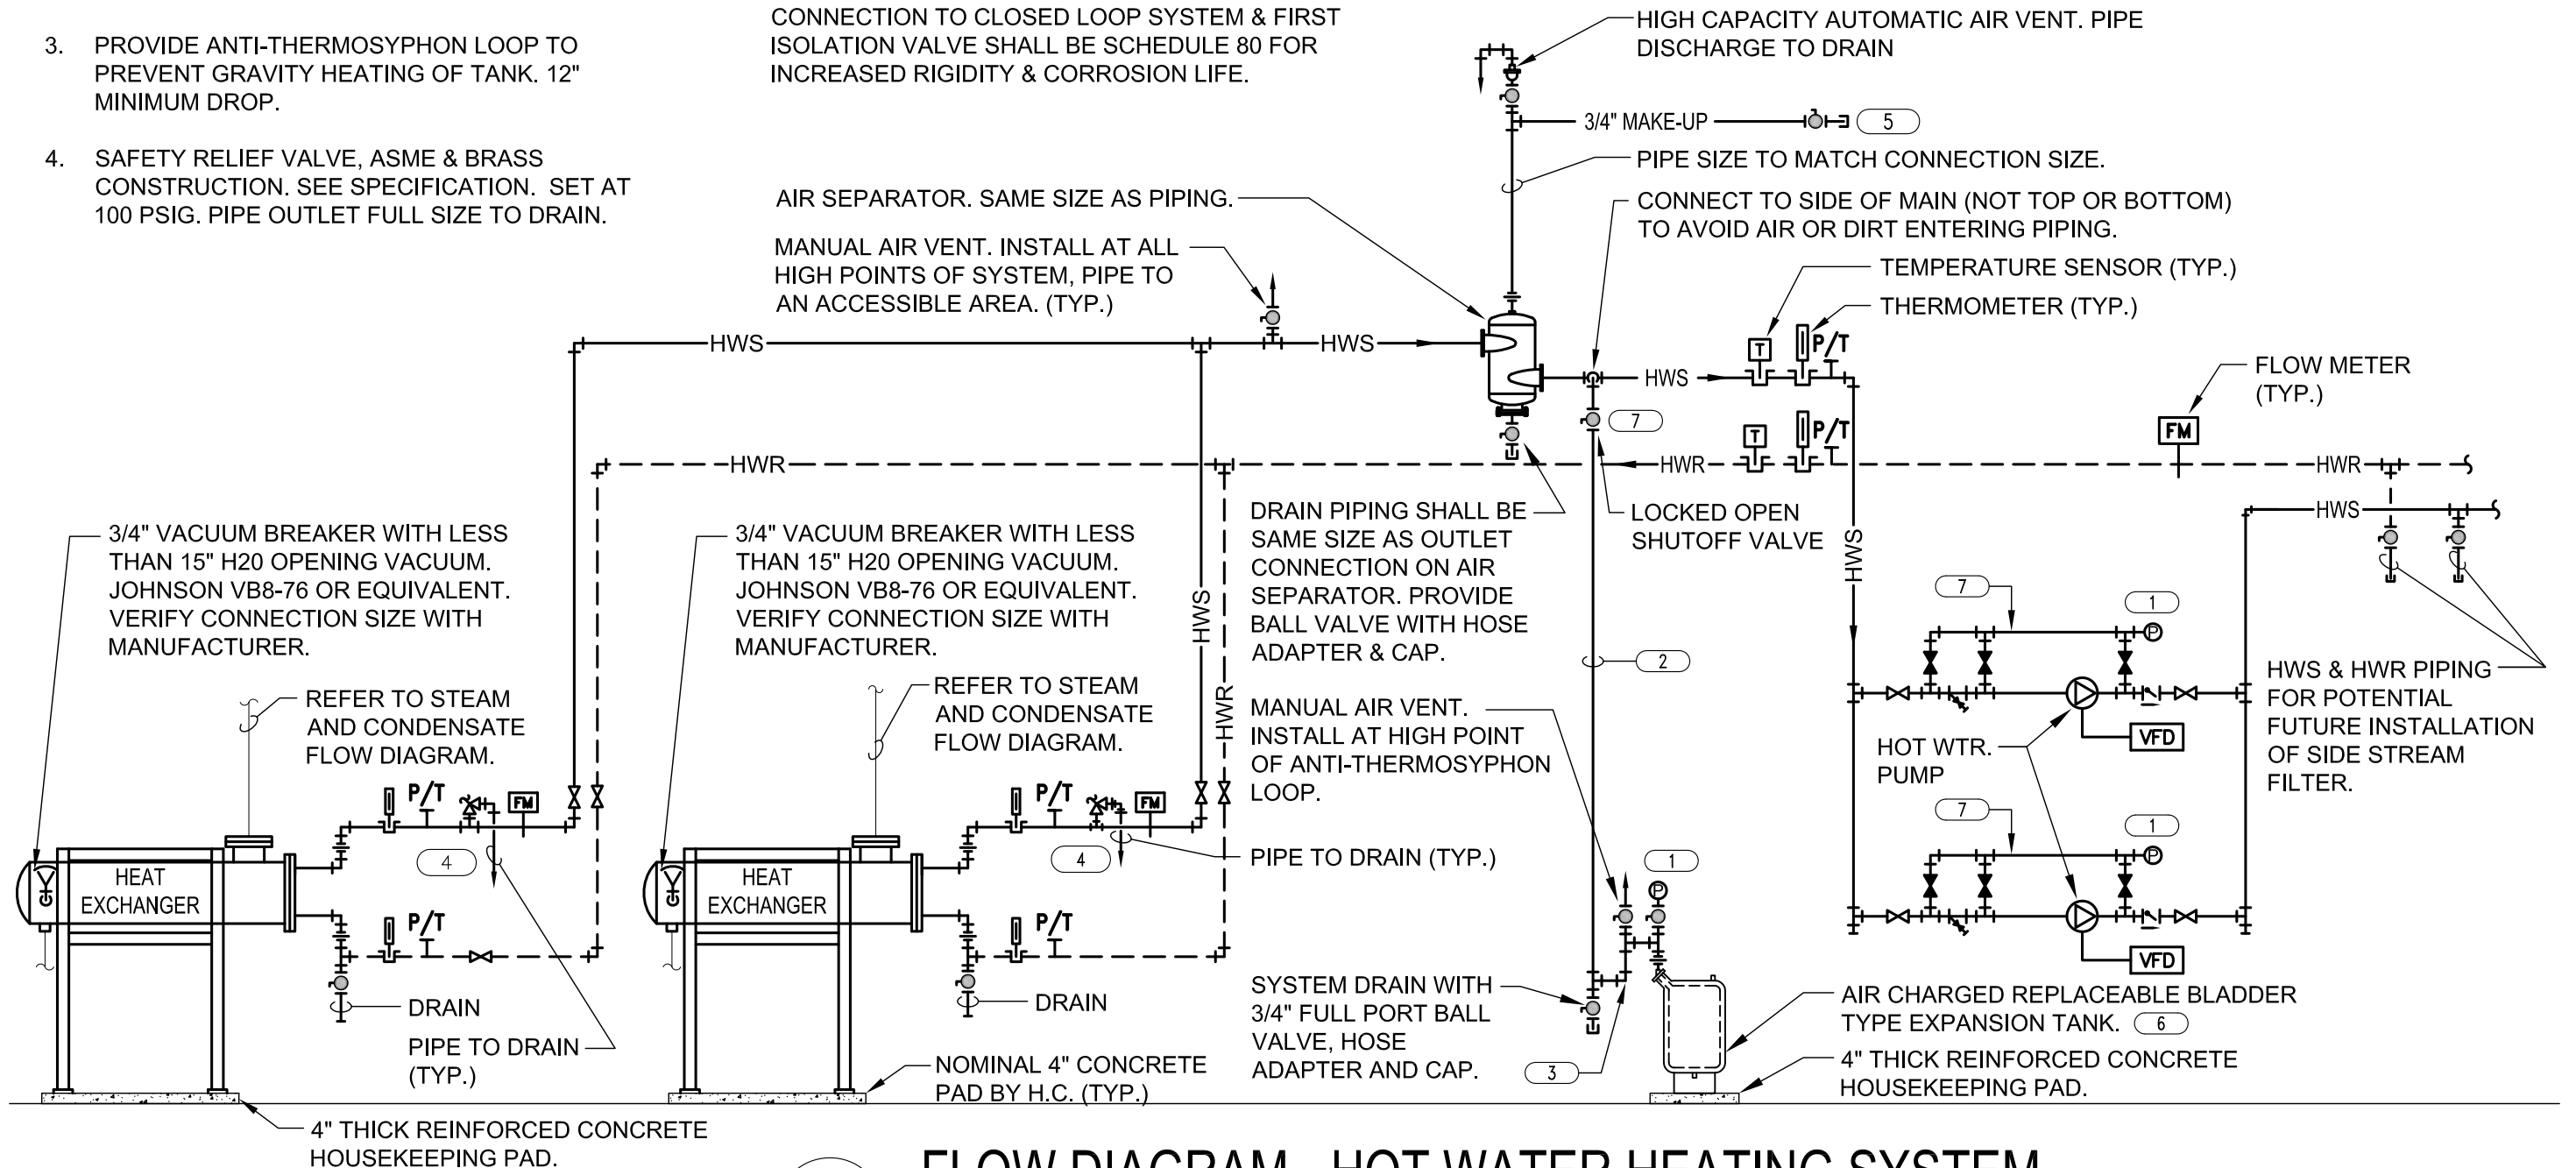 CONNECTION TO CLOSED LOOP SYSTEM & FIRST
ISOLATION VALVE SHALL BE SCHEDULE 80 FOR
INCREASED RIGIDITY & CORROSION LIFE.
3. PROVIDE ANTI-THERMOSYPHON LOOP TO
PREVENT GRAVITY HEATING OF TANK. 12"
MINIMUM DROP.
4. SAFETY RELIEF VALVE, ASME & BRASS
CONSTRUCTION. SEE SPECIFICATION. SET AT
100 PSIG. PIPE OUTLET FULL SIZE TO DRAIN.
HIGH CAPACITY AUTOMATIC AIR VENT. PIPE
DISCHARGE TO DRAIN
3/4" MAKE-UP
5
PIPE SIZE TO MATCH CONNECTION SIZE.
AIR SEPARATOR. SAME SIZE AS PIPING.
CONNECT TO SIDE OF MAIN (NOT TOP OR BOTTOM)
TO AVOID AIR OR DIRT ENTERING PIPING.
MANUAL AIR VENT. INSTALL AT ALL
HIGH POINTS OF SYSTEM, PIPE TO
AN ACCESSIBLE AREA. (TYP.)
TEMPERATURE SENSOR (TYP.)
THERMOMETER (TYP.)
HWS
HWS
HWS
T
P/T
FLOW METER
(TYP.)
7
T
P/T
FM
HWR
HWR
HWR
HWS
3/4" VACUUM BREAKER WITH LESS
THAN 15" H20 OPENING VACUUM.
JOHNSON VB8-76 OR EQUIVALENT.
VERIFY CONNECTION SIZE WITH
MANUFACTURER.
3/4" VACUUM BREAKER WITH LESS
THAN 15" H20 OPENING VACUUM.
JOHNSON VB8-76 OR EQUIVALENT.
VERIFY CONNECTION SIZE WITH
MANUFACTURER.
DRAIN PIPING SHALL BE
SAME SIZE AS OUTLET
CONNECTION ON AIR
SEPARATOR. PROVIDE
BALL VALVE WITH HOSE
ADAPTER & CAP.
LOCKED OPEN
SHUTOFF VALVE
HWS
HWS
HWR
2
7
1
P
HWS & HWR PIPING
FOR POTENTIAL
FUTURE INSTALLATION
OF SIDE STREAM
FILTER.
REFER TO STEAM
AND CONDENSATE
FLOW DIAGRAM.
REFER TO STEAM
AND CONDENSATE
FLOW DIAGRAM.
MANUAL AIR VENT.
INSTALL AT HIGH POINT
OF ANTI-THERMOSYPHON
LOOP.
HOT WTR.
PUMP
VFD
7
1
P
VFD
P/T
FM
P/T
FM
4
4
PIPE TO DRAIN (TYP.)
1
P
HEAT
EXCHANGER
HEAT
EXCHANGER
P/T
P/T
DRAIN
DRAIN
PIPE TO DRAIN
(TYP.)
SYSTEM DRAIN WITH
3/4" FULL PORT BALL
VALVE, HOSE
ADAPTER AND CAP.
3
AIR CHARGED REPLACEABLE BLADDER
TYPE EXPANSION TANK. 6
NOMINAL 4" CONCRETE
PAD BY H.C. (TYP.)
4" THICK REINFORCED CONCRETE
HOUSEKEEPING PAD.
4" THICK REINFORCED CONCRETE
HOUSEKEEPING PAD.
FLOW DIAGRAM - HOT WATER HEATING SYSTEM